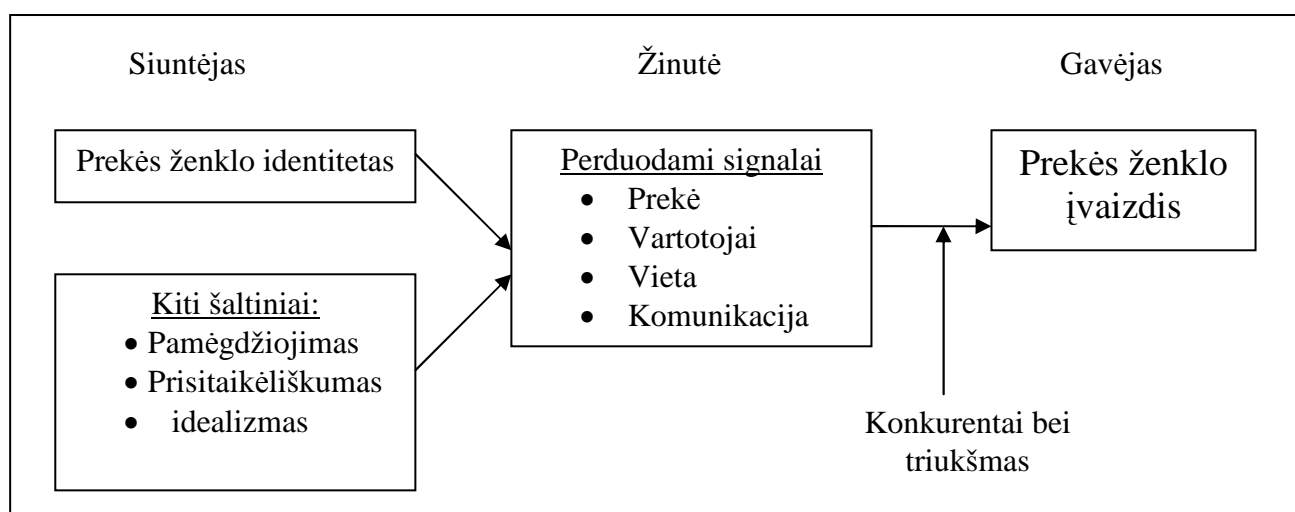 Siuntėjas
Žinutė
Gavėjas
Prekės ženklo identitetas
Kiti šaltiniai:
• Pamėgdžiojimas
• Prisitaikėliškumas
• idealizmas
Perduodami signalai
• Prekė
• Vartotojai
• Vieta
• Komunikacija
Prekės ženklo
įvaizdis
Konkurentai bei
triukšmas